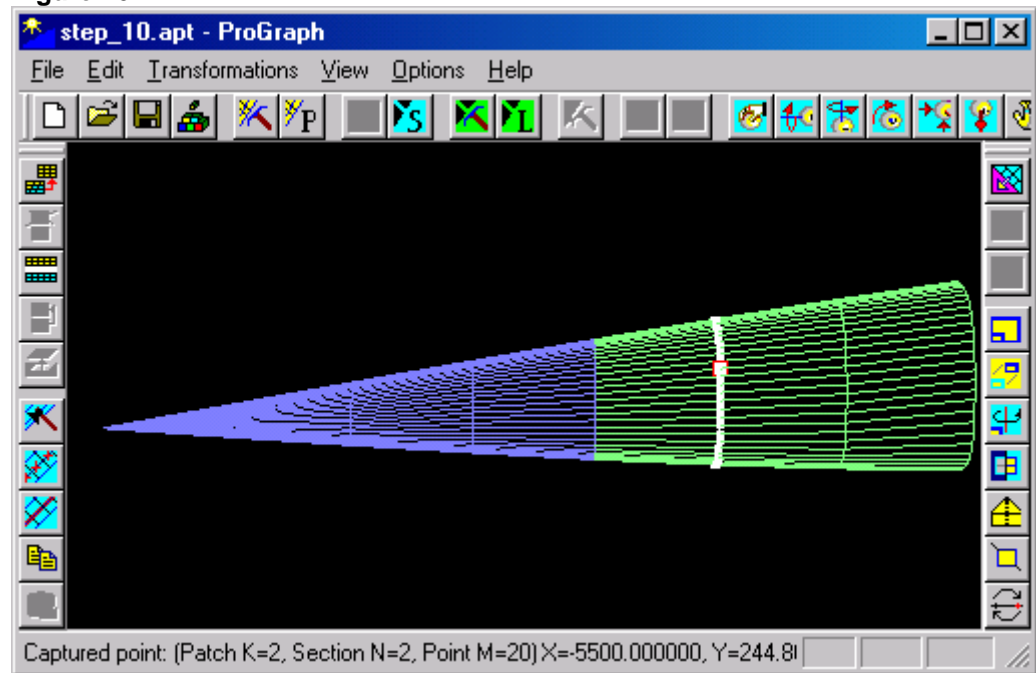 step_10.apt - ProGraph
File Edit Transformations View Options Help
P S L
Captured point: (Patch K=2, Section N=2, Point M=20) X=-5500.000000, Y=244.8